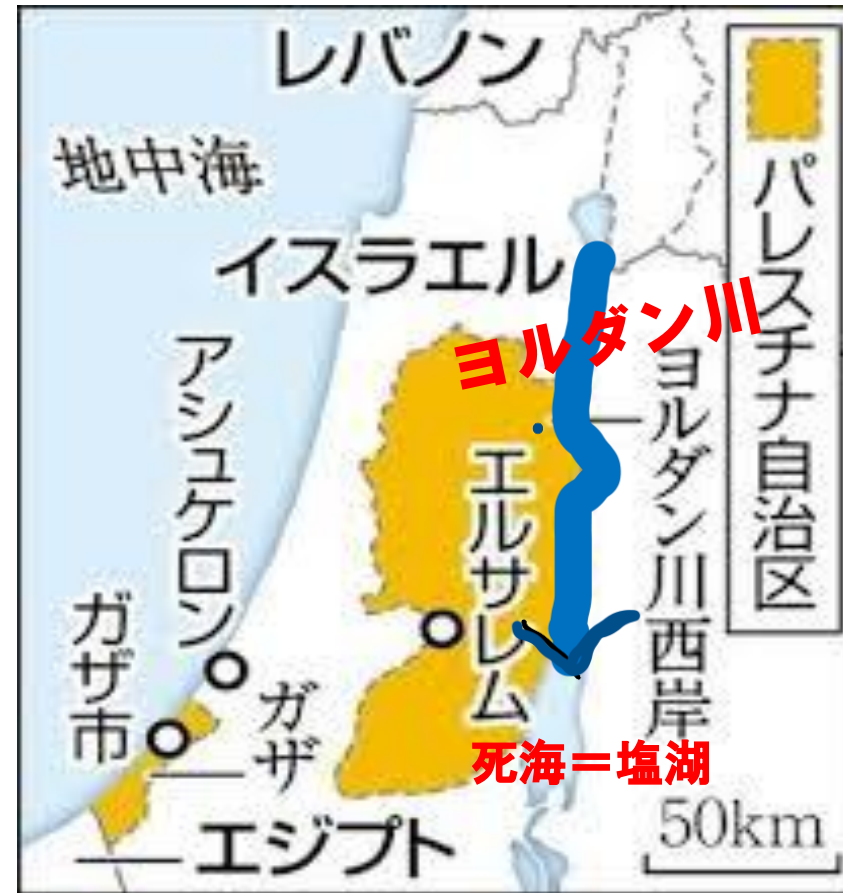 レバノン
地中海
イスラエル
ヨルダン川
パレスチナ自治区
ヨルダン川西岸
アシュケロン
エルサレム
ガザ市
ガザ
死海＝塩湖
エジプト
50km